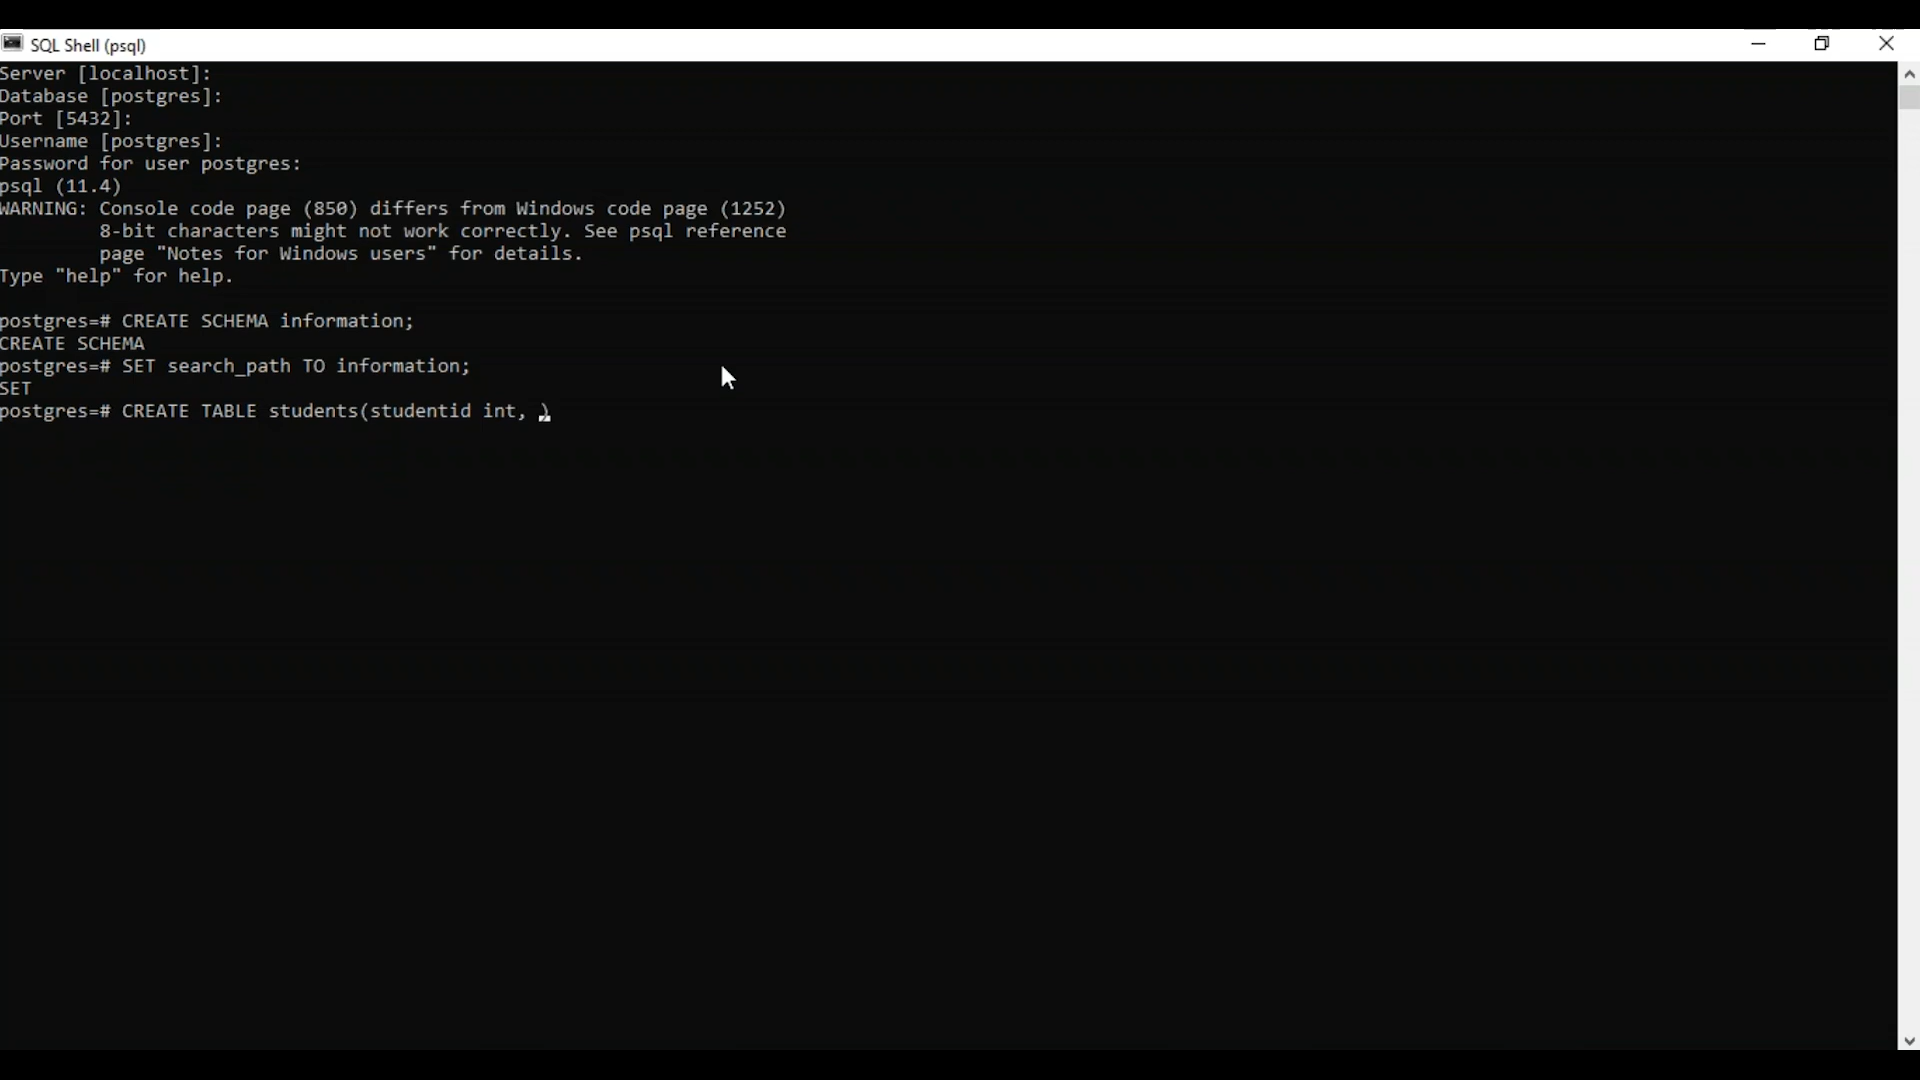 SQL Shell (psql)
Server [localhost]:
Database [postgres]:
Port [5432]:
Username [postgres]:
Password for user postgres:
psql (11.4)
WARNING: Console code page (850) differs from Windows code page (1252)
8-bit characters might not work correctly. See psql reference
page "Notes for Windows users" for details.
Type "help" for help.
postgres=# CREATE SCHEMA information;
CREATE SCHEMA
postgres=# SET search_path TO information;
SET
postgres=# CREATE TABLE students(studentid int, )